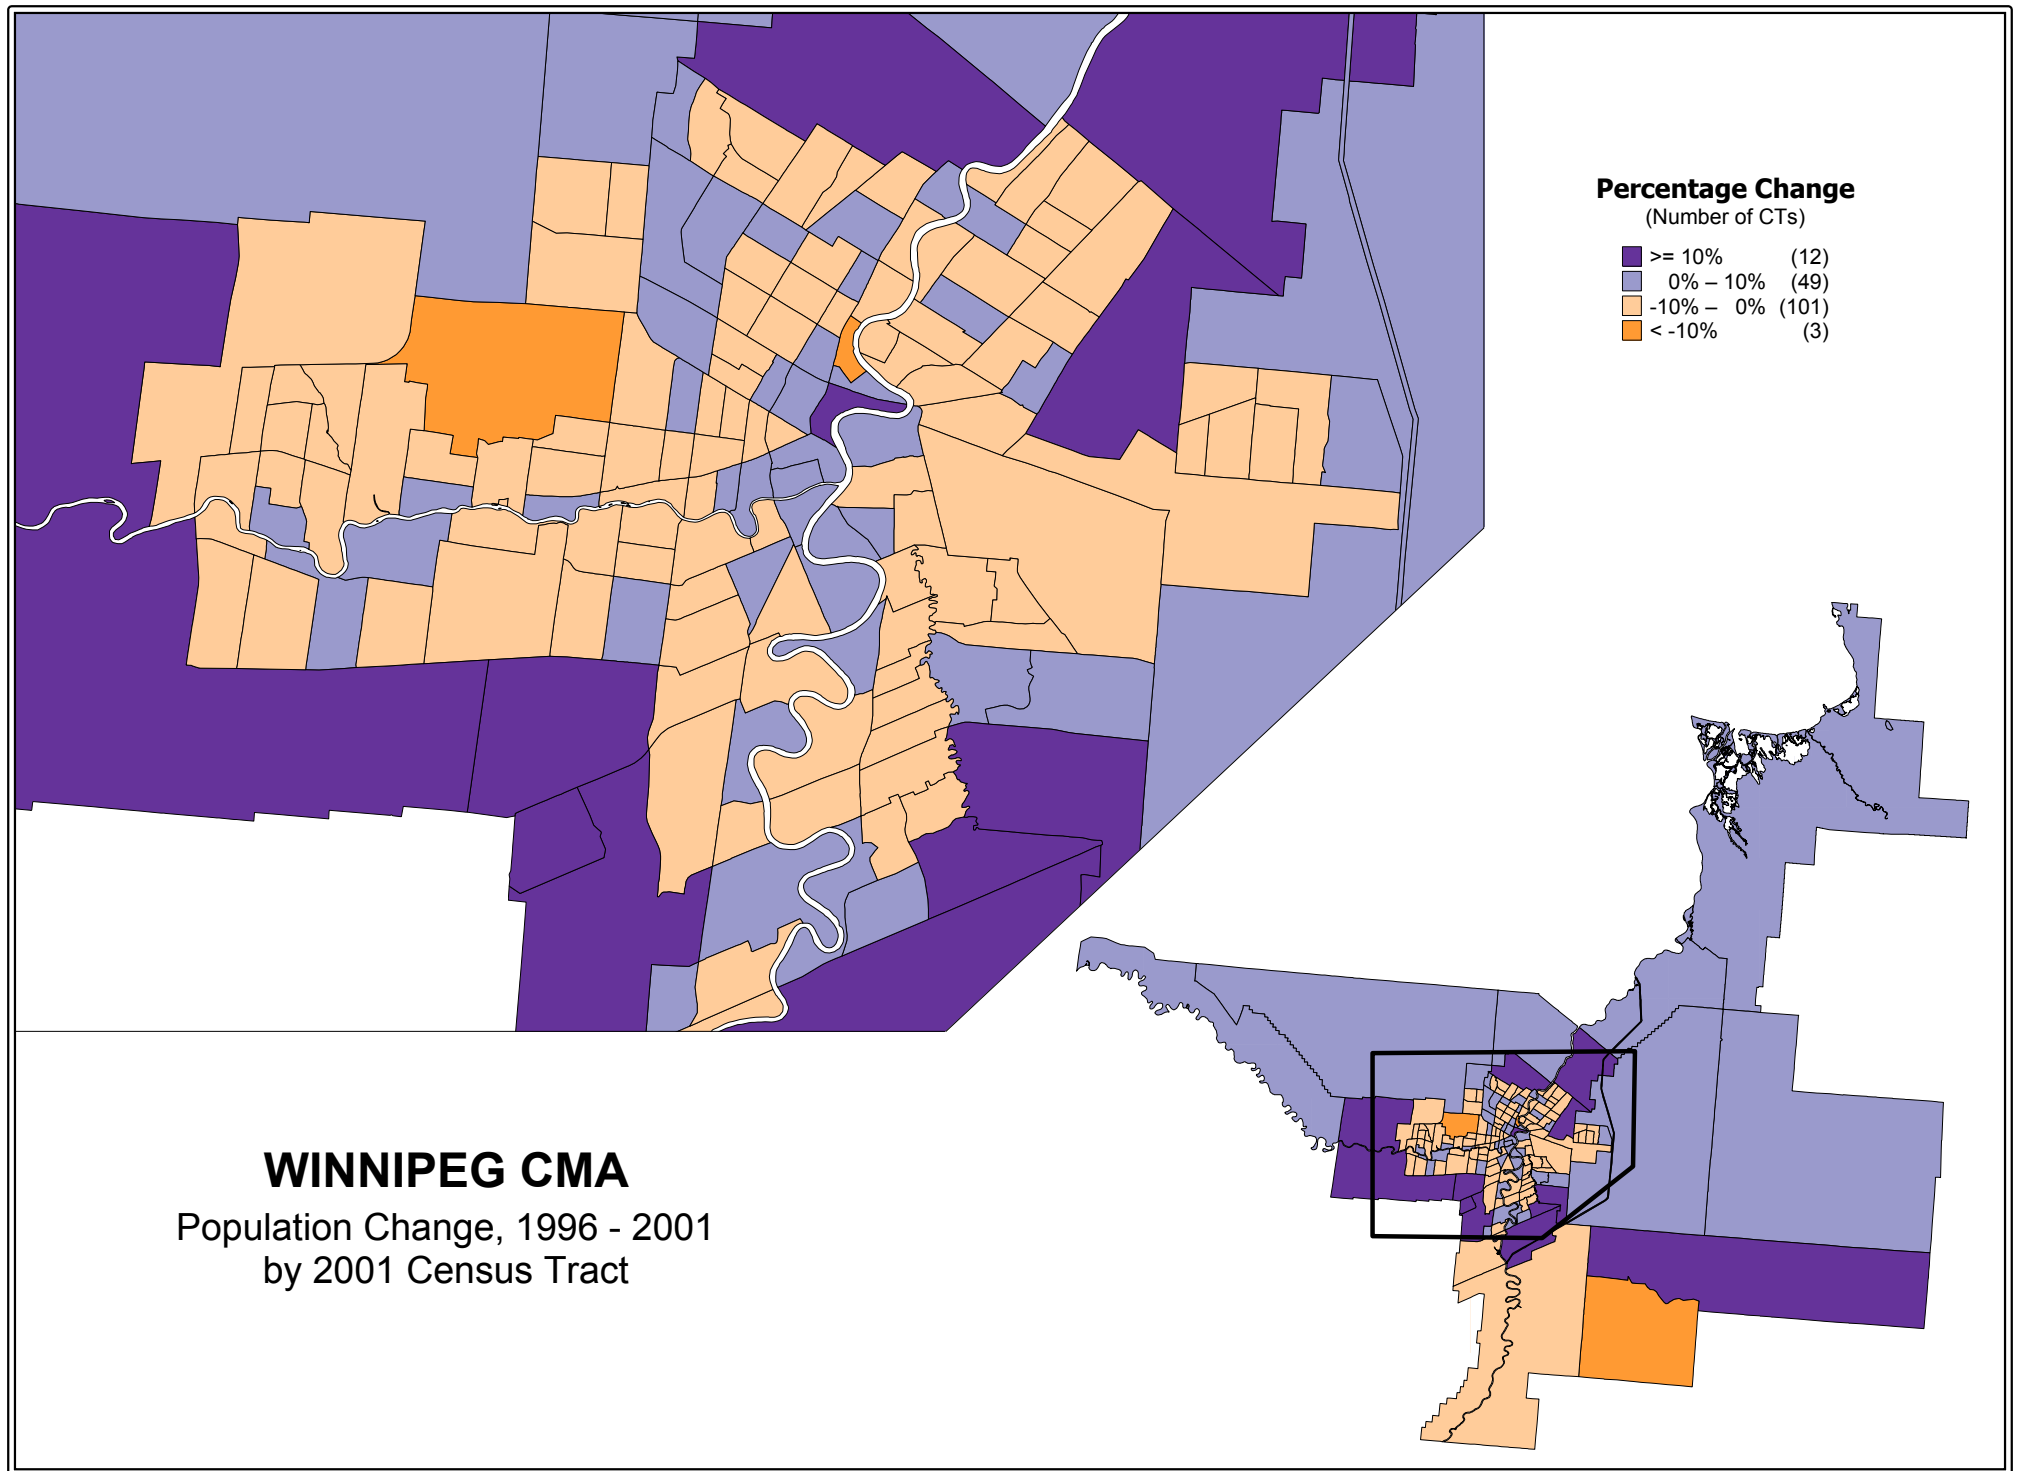 Percentage Change
(Number of CTs)
>= 10% (12)
0% – 10% (49)
-10% – 0% (101)
< -10% (3)
WINNIPEG CMA
Population Change, 1996 - 2001
by 2001 Census Tract